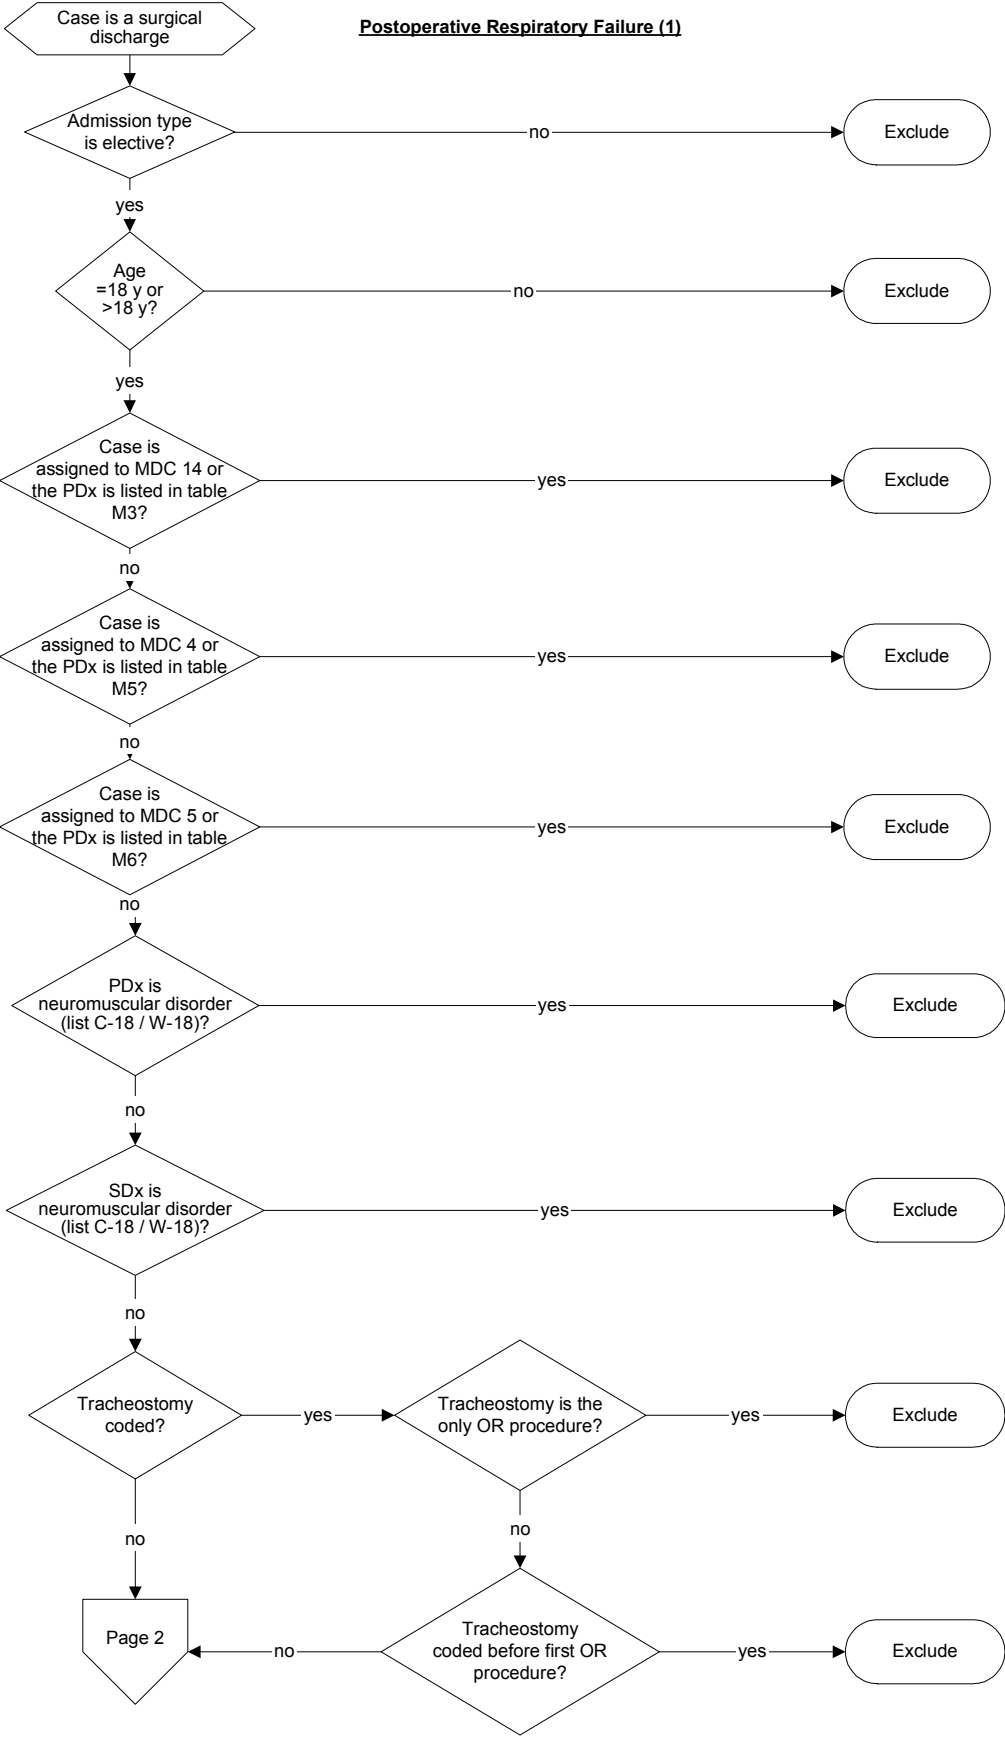 Case is a surgical
discharge
Postoperative Respiratory Failure (1)
Admission type
is elective?
no
Exclude
yes
Age
=18 y or
>18 y?
no
Exclude
yes
Case is
assigned to MDC 14 or
the PDx is listed in table
M3?
yes
Exclude
no
Case is
assigned to MDC 4 or
the PDx is listed in table
M5?
yes
Exclude
no
Case is
assigned to MDC 5 or
the PDx is listed in table
M6?
yes
Exclude
no
PDx is
neuromuscular disorder
(list C-18 / W-18)?
yes
Exclude
no
SDx is
neuromuscular disorder
(list C-18 / W-18)?
yes
Exclude
no
Tracheostomy
coded?
yes
Tracheostomy is the
only OR procedure?
yes
Exclude
no
no
Page 2
no
Tracheostomy
coded before first OR
procedure?
yes
Exclude